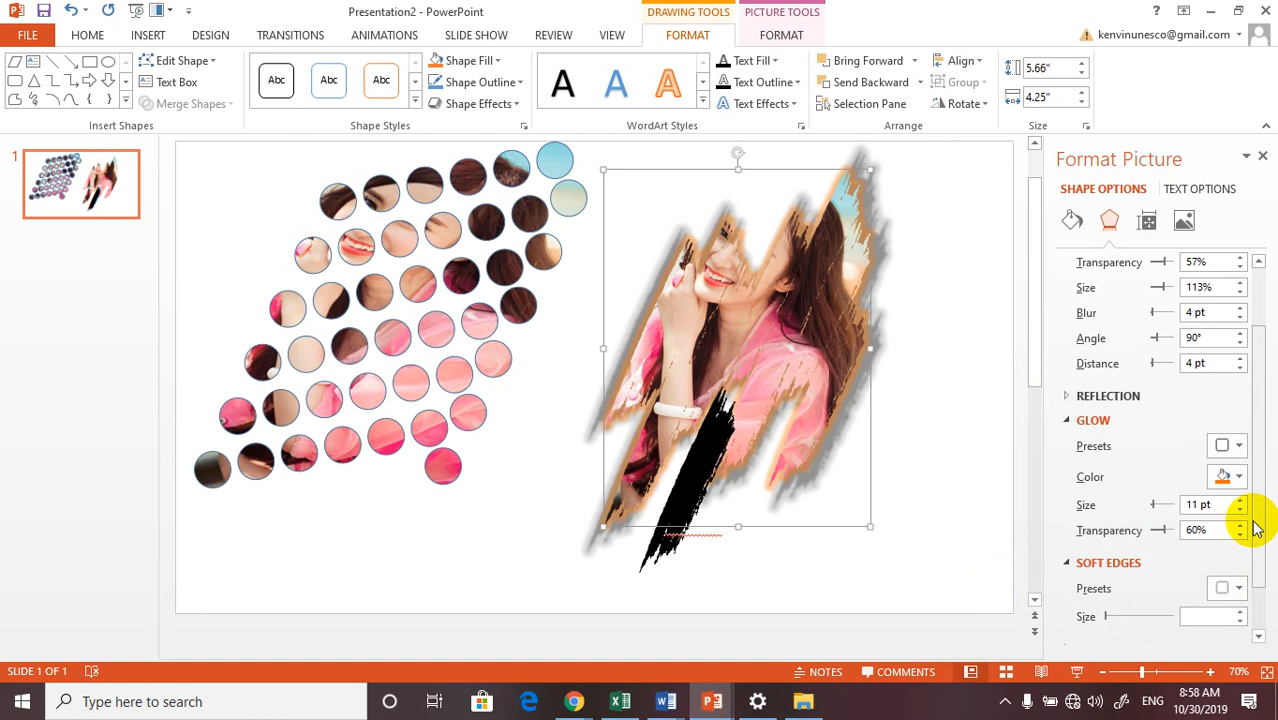 Presentation2 - PowerPoint
DRAWING TOOLS
PICTURE TOOLS
?
FILE
HOME
INSERT
DESIGN
TRANSITIONS
ANIMATIONS
SLIDE SHOW
REVIEW
VIEW
FORMAT
FORMAT
kenvinunesco@gmail.com
Edit Shape
Text Box
Merge Shapes
Insert Shapes
Abc
Abc
Abc
Shape Fill
Shape Outline
Shape Effects
Shape Styles
A
A
A
Text Fill
Text Outline
Text Effects
WordArt Styles
Bring Forward
Send Backward
Selection Pane
Align
Group
Rotate
Arrange
5.66"
4.25"
Size
1
Format Picture
SHAPE OPTIONS
TEXT OPTIONS
Transparency
57%
Size
113%
Blur
4 pt
Angle
90°
Distance
4 pt
REFLECTION
GLOW
Presets
Color
Size
11 pt
Transparency
60%
SOFT EDGES
Presets
Size
SLIDE 1 OF 1
NOTES
COMMENTS
70%
Type here to search
ENG
8:58 AM
10/30/2019